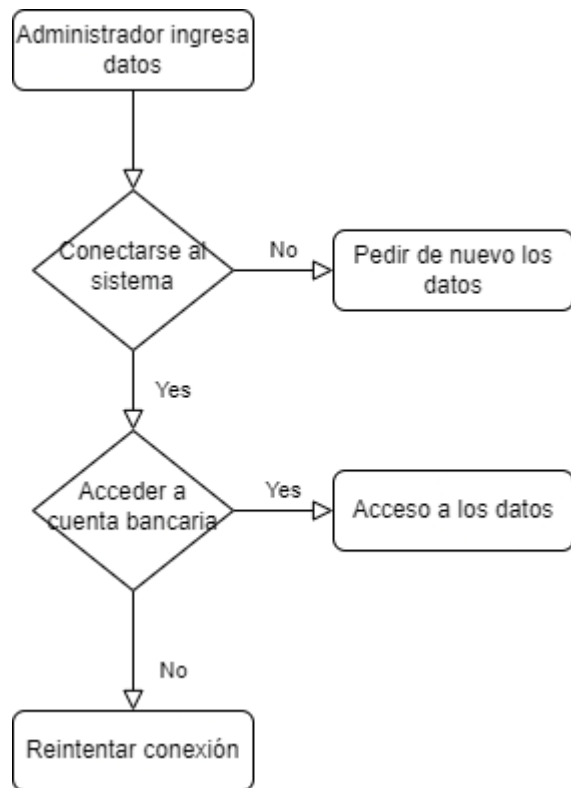 Administrador ingresa
datos
Conectarse al
sistema
No
Pedir de nuevo los
datos
Yes
Acceder a
cuenta bancaria
Yes
Acceso a los datos
No
Reintentar conexión